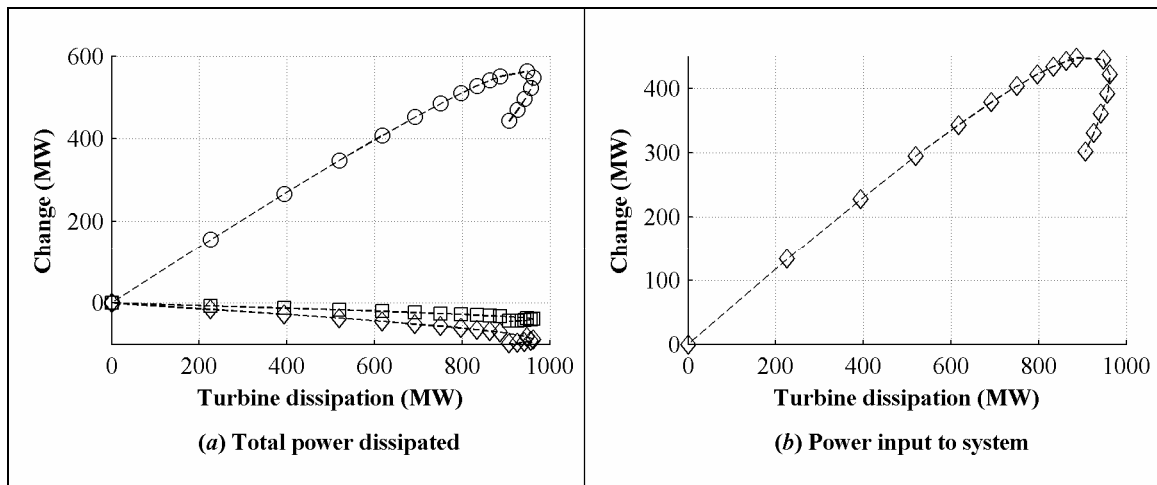 600
400
200
0
Change (MW)
0 200 400 600 800 1000
Turbine dissipation (MW)
(a) Total power dissipated
400
300
200
100
0
Change (MW)
0 200 400 600 800 1000
Turbine dissipation (MW)
(b) Power input to system